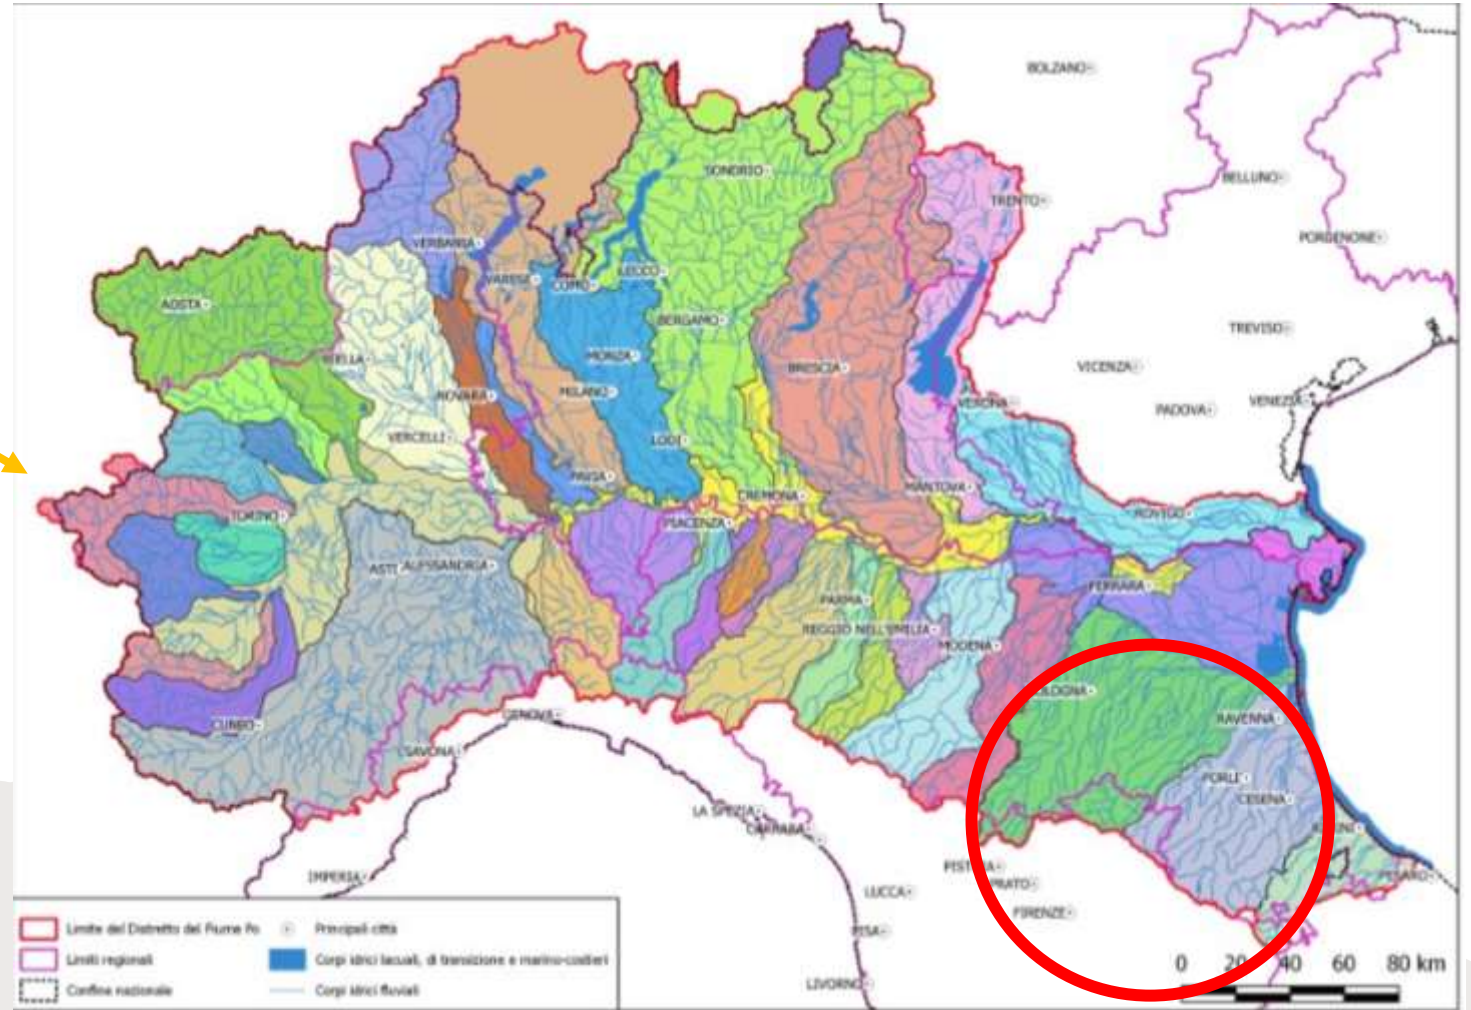 BOLZANO
SONDRIO
BELLUNO
TRENTO
PORDENONE
VERBANIA
VARESE
COMO
LECCO
AOSTA
BERGAMO
TREVISO
BIELLA
MONZA
BRESCIA
VICENZA
NOVARA
MILANO
VERONA
PADOVA
VENEZIA
VERCELLI
LODI
PAVIA
CREMONA
MANTOVA
TORINO
PIACENZA
ROVIGO
ASTI
ALESSANDRIA
FERRARA
PARMA
REGGIO NELL'EMILIA
MODENA
BOLOGNA
CUNEO
GENOVA
RAVENNA
SAVONA
FORLI'
CESENA
LA SPEZIA
CARRARA
RIMINI
IMPERIA
PISTOIA
PRATO
PESARO
LUCCA
FIRENZE
PISA
LIVORNO
Limite del Distretto del Fiume Po
Principali città
Limiti regionali
Corpi idrici lacuali, di transizione e marino-costieri
Confine nazionale
Corpi idrici fluviali
0 20 40 60 80 km